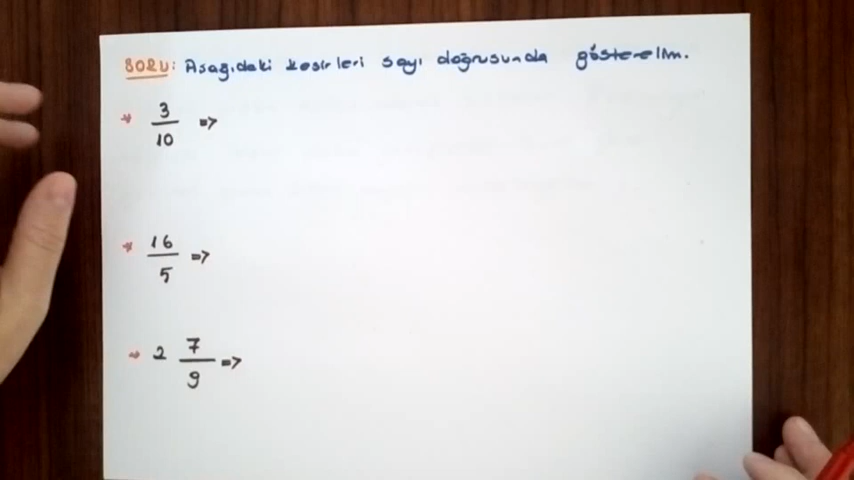 SORU: Aşağıdaki kesirleri sayı doğrusunda gösterelim.
* 3/10 =>
* 16/5 =>
* 2 7/9 =>